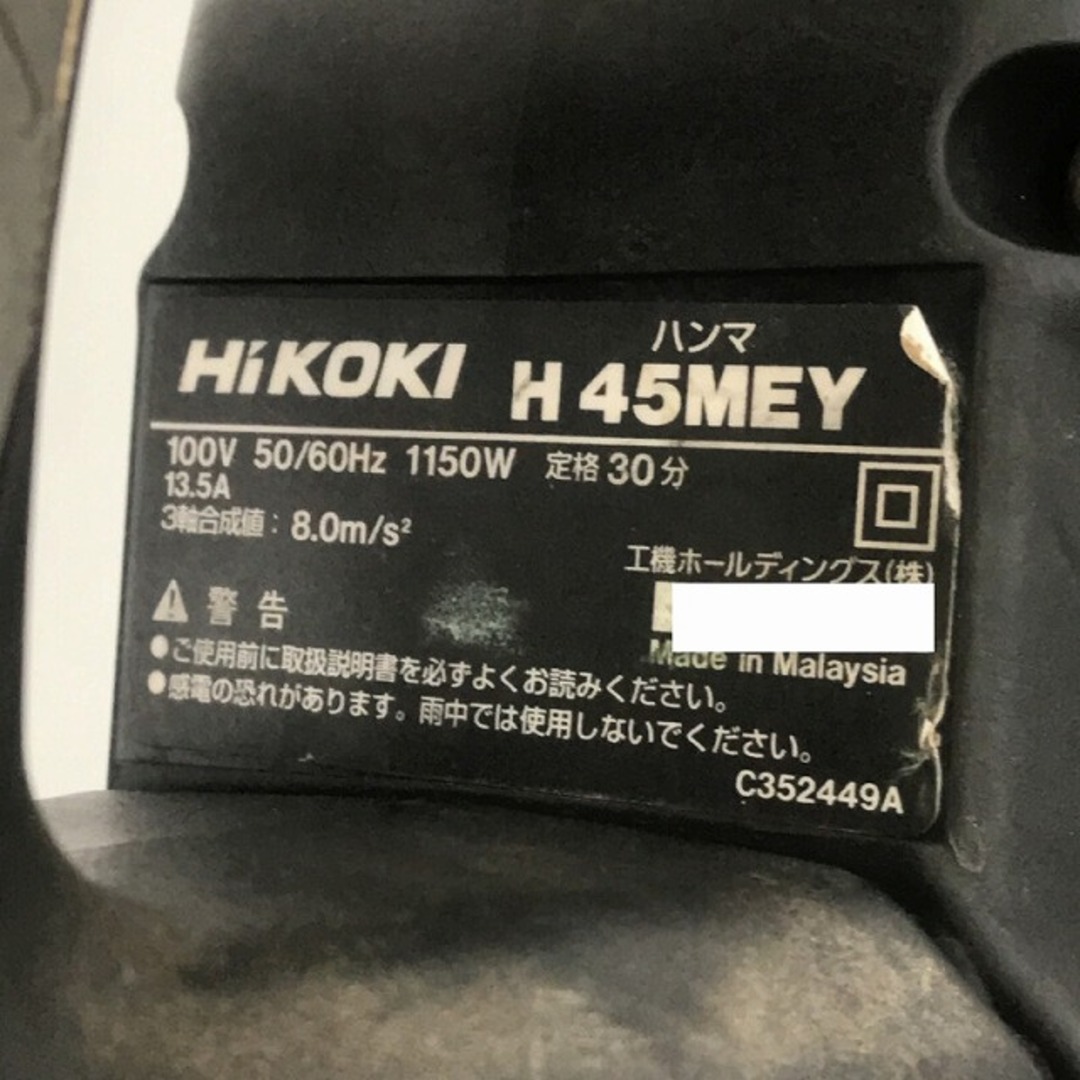 ハンマ
HiKOKI H 45MEY
100V 50/60Hz 1150W 定格 30分
13.5A
3軸合成値：8.0m/s²
工機ホールディングス(株)
警告
Made in Malaysia
●ご使用前に取扱説明書を必ずよくお読みください。
●感電の恐れがあります。雨中では使用しないでください。
C352449A